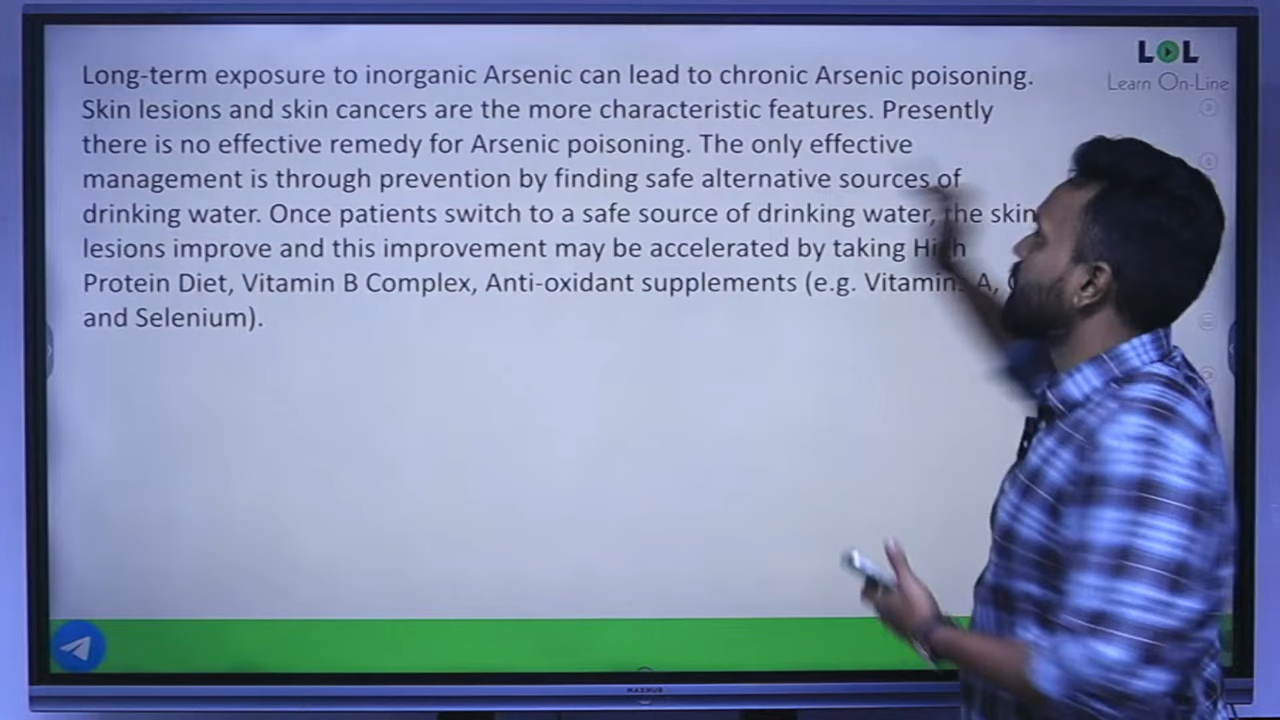 Long-term exposure to inorganic Arsenic can lead to chronic Arsenic poisoning.
Skin lesions and skin cancers are the more characteristic features. Presently
there is no effective remedy for Arsenic poisoning. The only effective
management is through prevention by finding safe alternative sources of
drinking water. Once patients switch to a safe source of drinking water, the skin
lesions improve and this improvement may be accelerated by taking High
Protein Diet, Vitamin B Complex, Anti-oxidant supplements (e.g. Vitamins A,
and Selenium).
LOL
Learn On-Line
MAXHUB